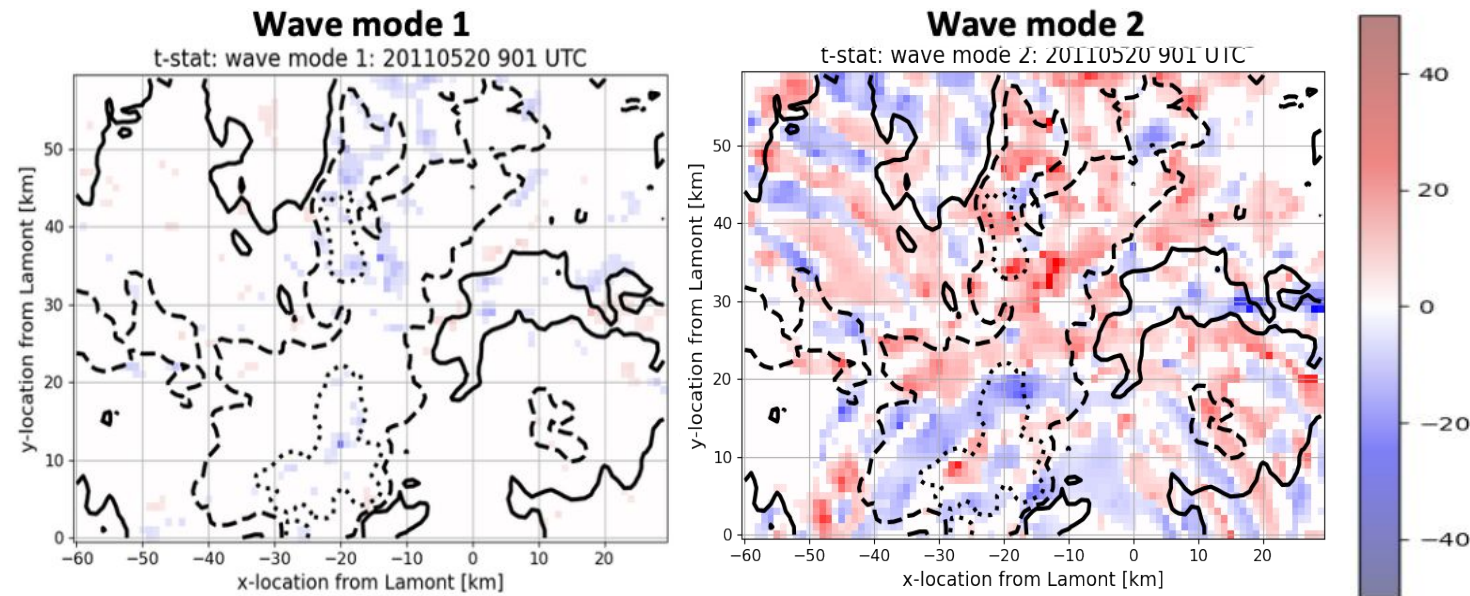 Wave mode 1
t-stat: wave mode 1: 20110520 901 UTC
y-location from Lamont [km]
50
40
30
20
10
0
−60 −50 −40 −30 −20 −10 0 10 20
x-location from Lamont [km]
Wave mode 2
t-stat: wave mode 2: 20110520 901 UTC
y-location from Lamont [km]
50
40
30
20
10
0
−60 −50 −40 −30 −20 −10 0 10 20
x-location from Lamont [km]
40
20
0
−20
−40